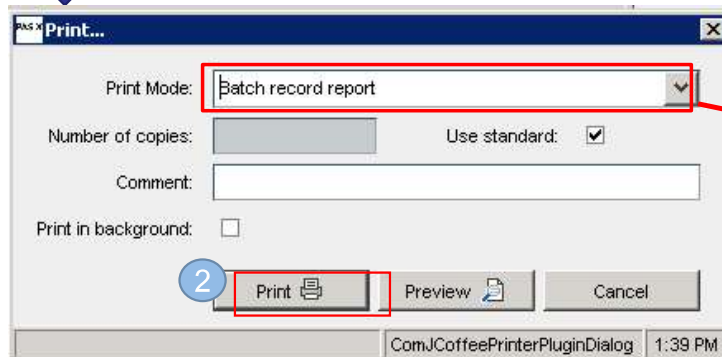 PAS X Print...
Print Mode: Batch record report
Number of copies: Use standard:
Comment:
Print in background:
2 Print Preview Cancel
ComJCoffeePrinterPluginDialog 1:39 PM